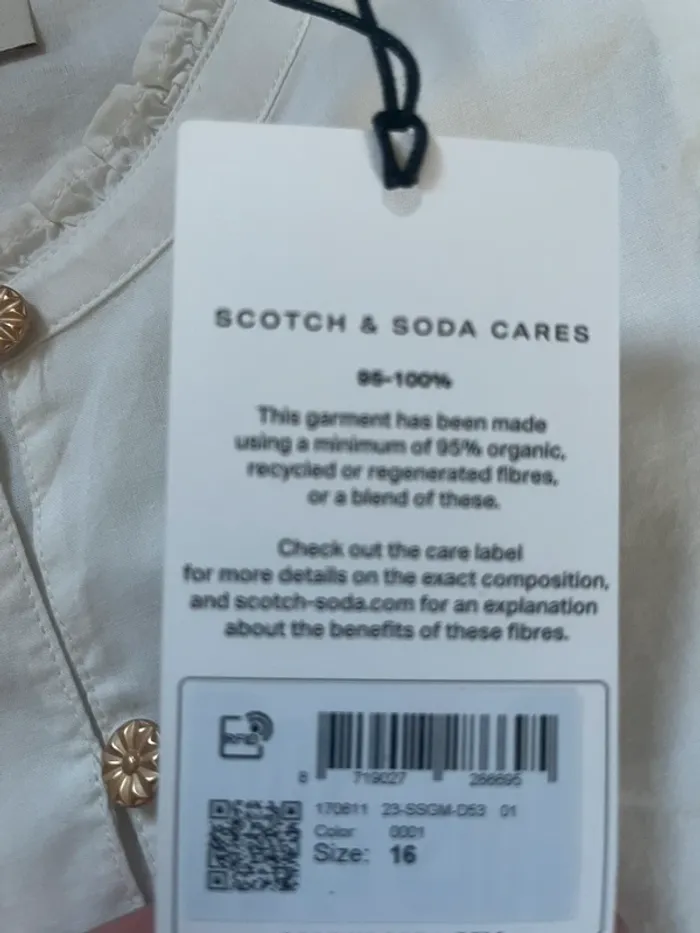 SCOTCH & SODA CARES
95-100%
This garment has been made
using a minimum of 95% organic,
recycled or regenerated fibres,
or a blend of these.
Check out the care label
for more details on the exact composition,
and scotch-soda.com for an explanation
about the benefits of these fibres.
RFID
8 719027 266695
170811 23-SSGM-D53 01
Color 0001
Size: 16